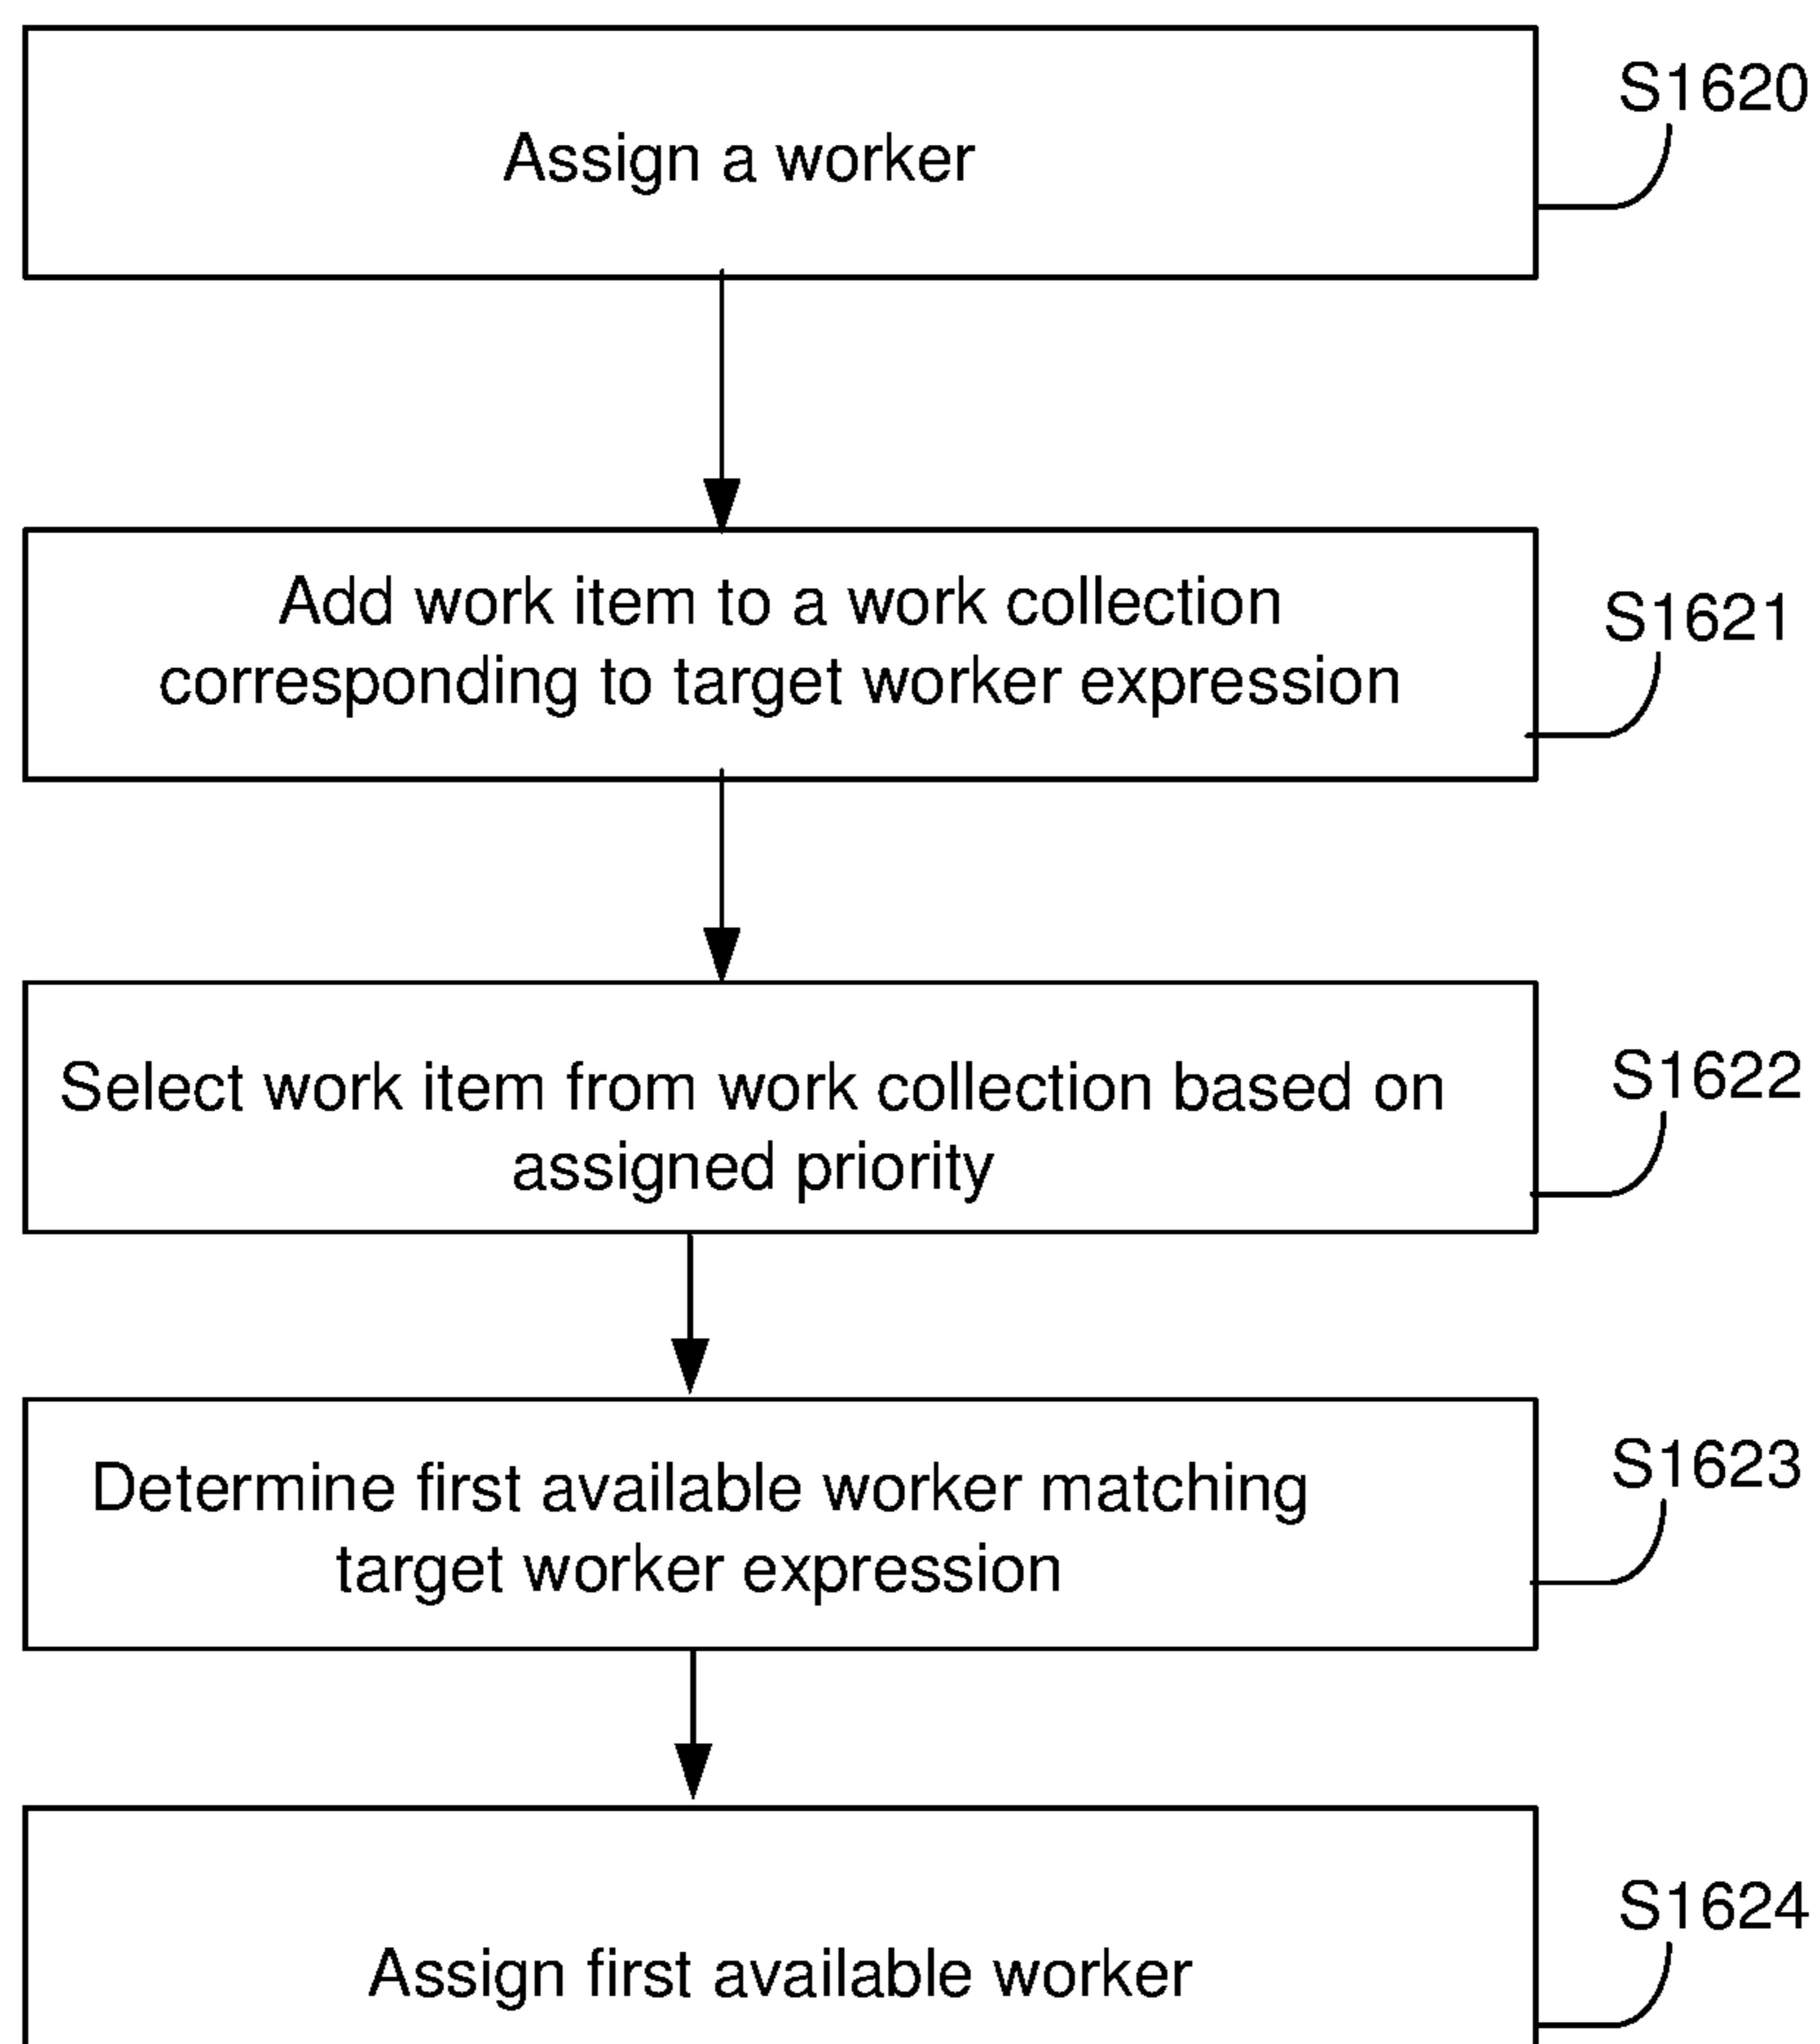 S1620
Assign a worker
Add work item to a work collection
corresponding to target worker expression
S1621
Select work item from work collection based on
assigned priority
S1622
Determine first available worker matching
target worker expression
S1623
Assign first available worker
S1624